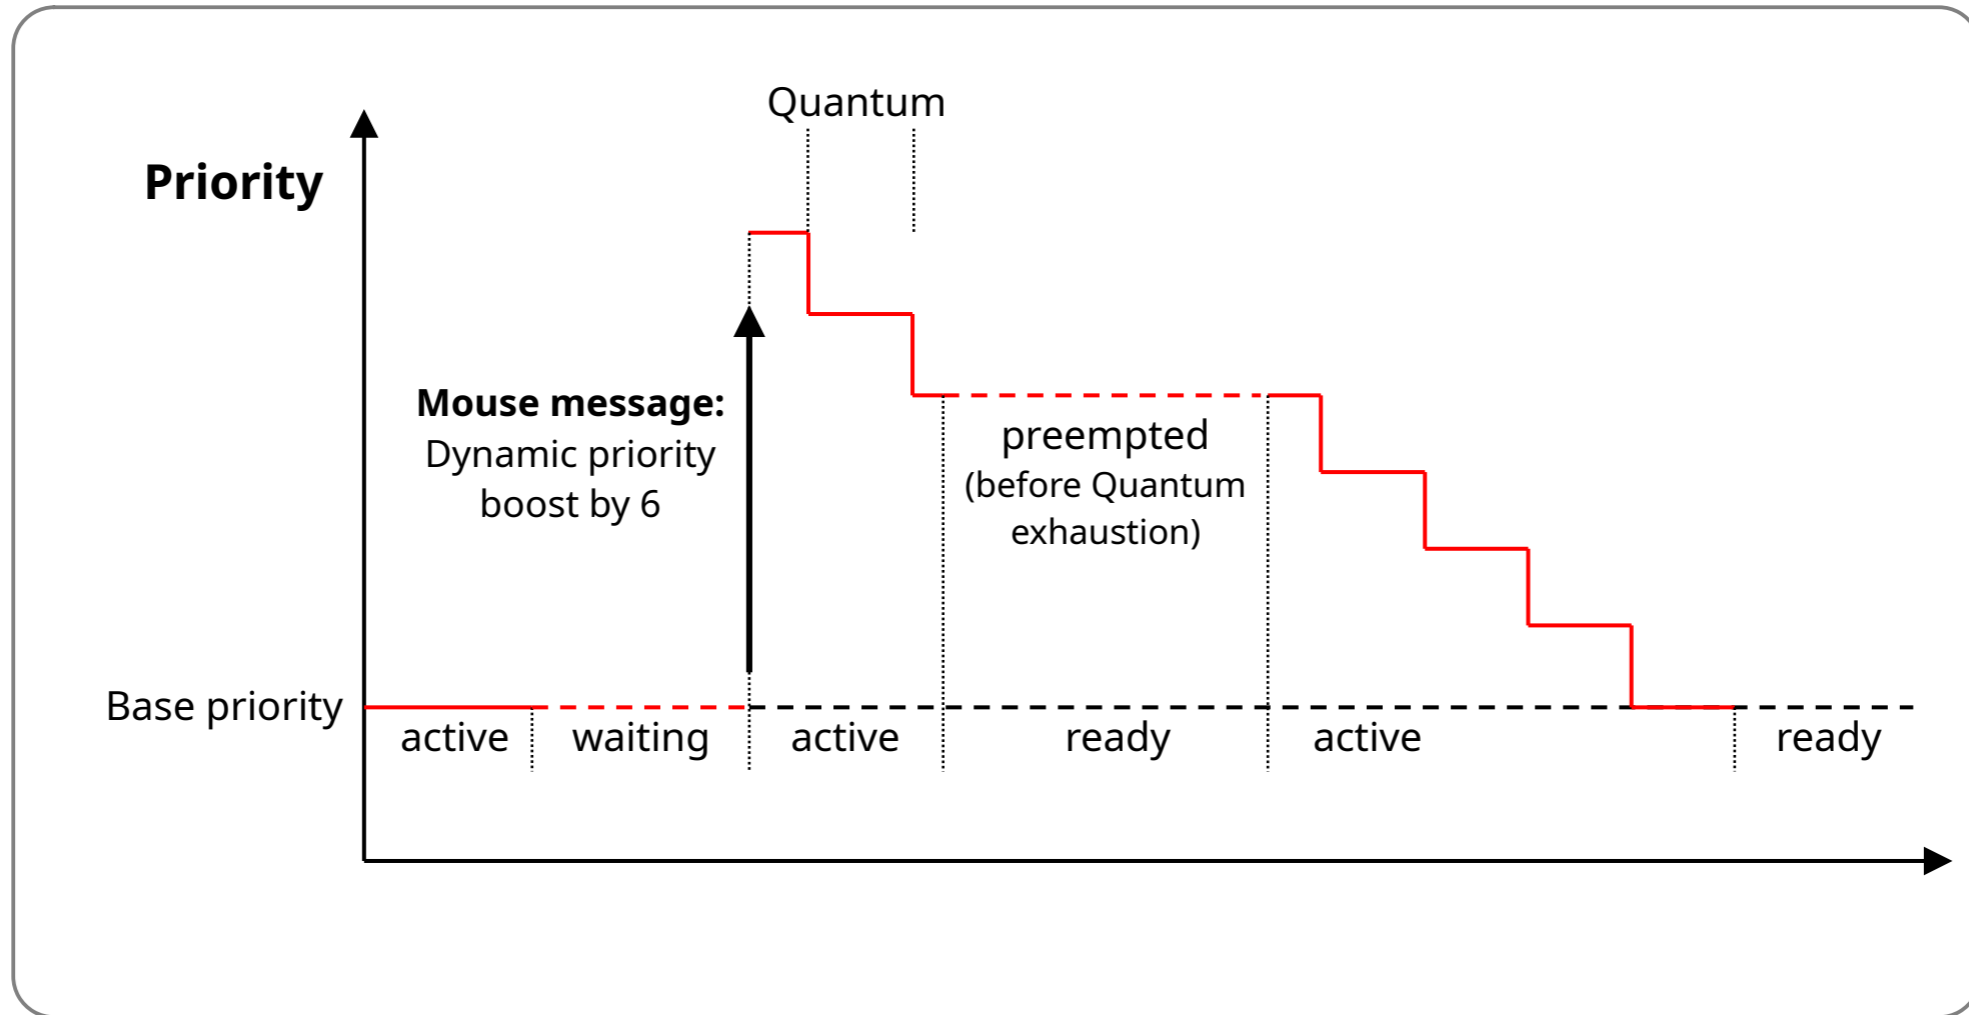 Quantum
Priority
Mouse message:
Dynamic priority
boost by 6
preempted
(before Quantum
exhaustion)
Base priority
active
waiting
active
ready
active
ready